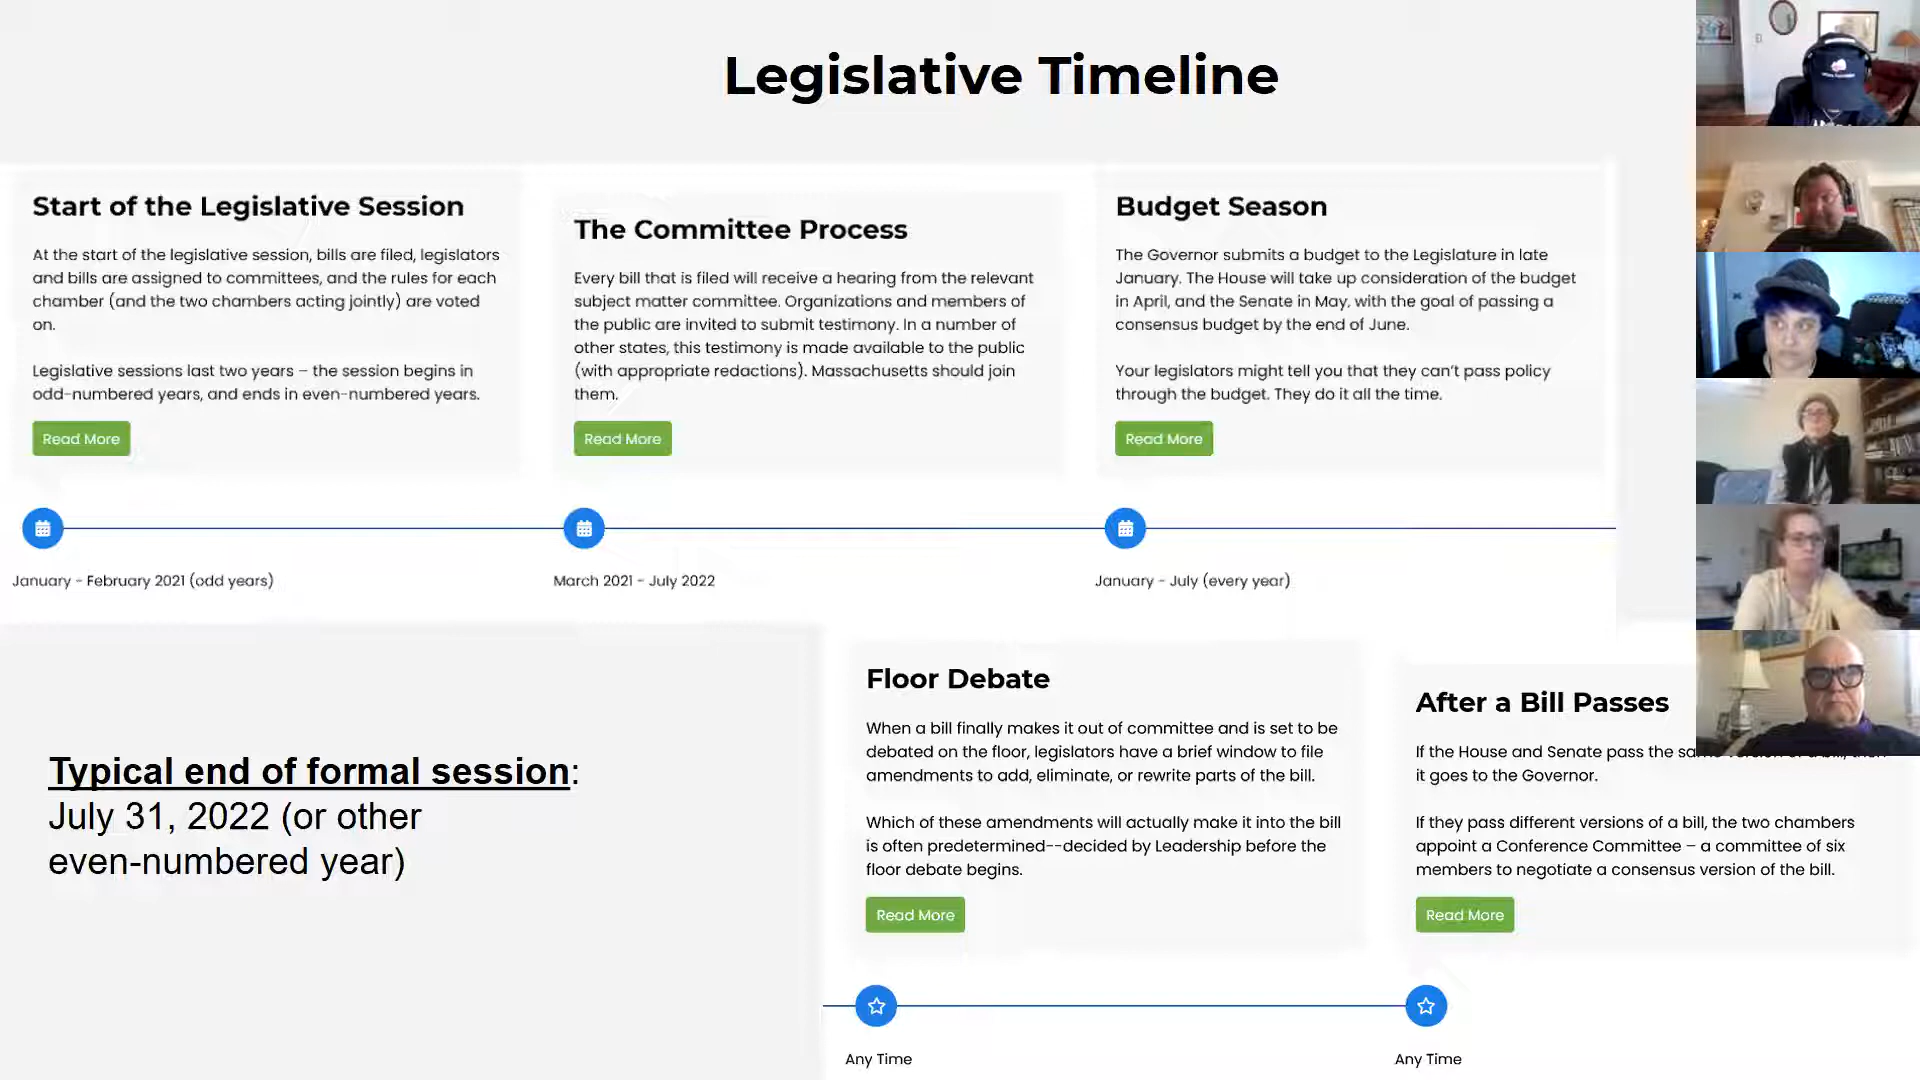 Legislative Timeline
Start of the Legislative Session
At the start of the legislative session, bills are filed, legislators
and bills are assigned to committees, and the rules for each
chamber (and the two chambers acting jointly) are voted
on.
Legislative sessions last two years – the session begins in
odd-numbered years, and ends in even-numbered years.
Read More
January - February 2021 (odd years)
The Committee Process
Every bill that is filed will receive a hearing from the relevant
subject matter committee. Organizations and members of
the public are invited to submit testimony. In a number of
other states, this testimony is made available to the public
(with appropriate redactions). Massachusetts should join
them.
Read More
March 2021 - July 2022
Budget Season
The Governor submits a budget to the Legislature in late
January. The House will take up consideration of the budget
in April, and the Senate in May, with the goal of passing a
consensus budget by the end of June.
Your legislators might tell you that they can't pass policy
through the budget. They do it all the time.
Read More
January - July (every year)
Typical end of formal session:
July 31, 2022 (or other
even-numbered year)
Floor Debate
When a bill finally makes it out of committee and is set to be
debated on the floor, legislators have a brief window to file
amendments to add, eliminate, or rewrite parts of the bill.
Which of these amendments will actually make it into the bill
is often predetermined--decided by Leadership before the
floor debate begins.
Read More
Any Time
After a Bill Passes
If the House and Senate pass the
it goes to the Governor.
If they pass different versions of a bill, the two chambers
appoint a Conference Committee – a committee of six
members to negotiate a consensus version of the bill.
Read More
Any Time